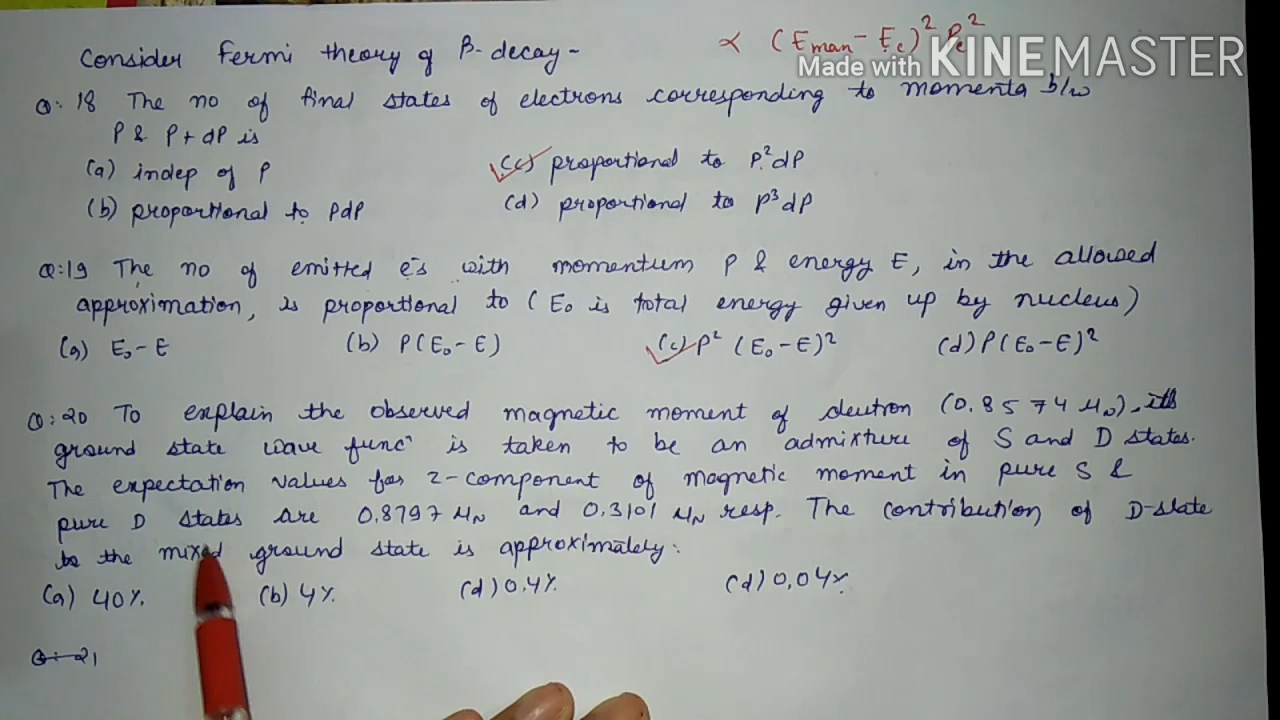 ∝ (Eman - Ee)² Pe²
Made with KINEMASTER
Consider Fermi theory of β-decay-
Q: 18 The no of final states of electrons corresponding to momenta b/w
P & P+dP is
(a) indep of P
(c) proportional to P²dP
(b) proportional to PdP
(d) proportional to P³dP
Q:19 The no of emitted e⁻s with momentum P & energy E, in the allowed
approximation, is proportional to (E₀ is total energy given up by nucleus)
(a) E₀-E (b) P(E₀-E) (c) P² (E₀-E)² (d) P(E₀-E)²
Q:20 To explain the observed magnetic moment of deutron (0.8574 μ), its
ground state wave funcⁿ is taken to be an admixture of S and D states.
The expectation values for z-component of magnetic moment in pure S &
pure D states are 0.8797 μN and 0.3101 μN resp. The contribution of D-state
to the mixed ground state is approximately:
(a) 40%. (b) 4%. (d) 0.4%. (d) 0.04%.
Q: 21